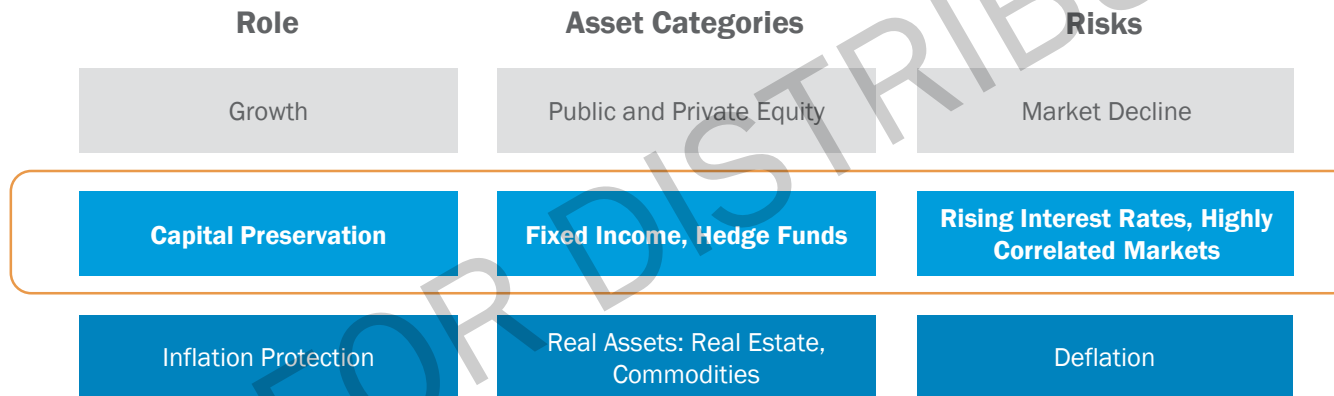 Role Asset Categories Risks
Growth Public and Private Equity Market Decline
Capital Preservation Fixed Income, Hedge Funds Rising Interest Rates, Highly
Correlated Markets
Inflation Protection Real Assets: Real Estate,
Commodities Deflation
FOR DISTRIBU